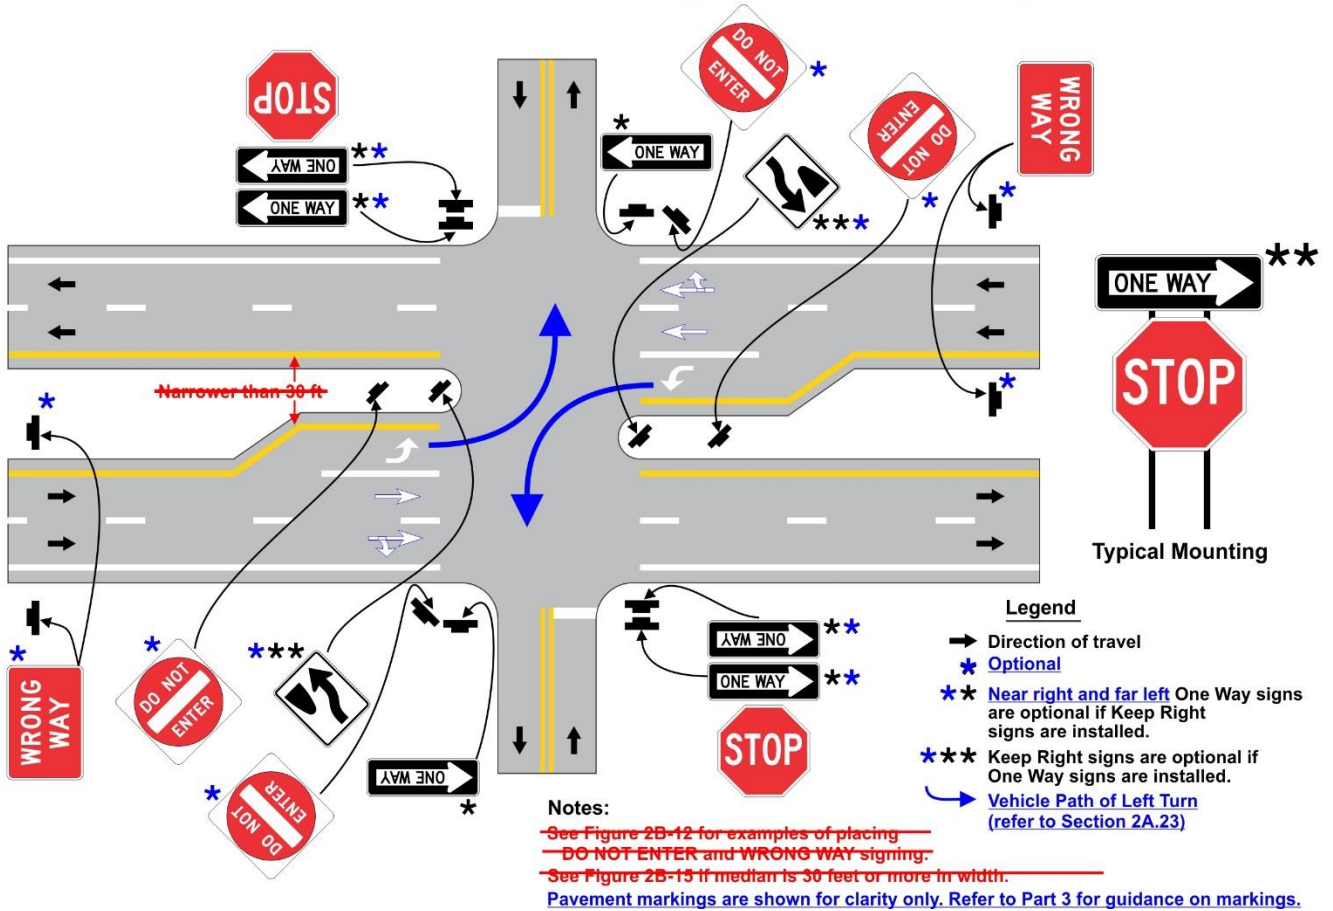 DO NOT
ENTER
*
STOP
ONE WAY
**
ONE WAY
**
*
ONE WAY
***
DO NOT
ENTER
*
WRONG
WAY
*
**
ONE WAY
STOP
Typical Mounting
Narrower than 30 ft
*
*
*
WRONG
WAY
*
DO NOT
ENTER
***
*
DO NOT
ENTER
ONE WAY
*
ONE WAY
**
ONE WAY
**
STOP
Legend
Direction of travel
* Optional
** Near right and far left One Way signs
are optional if Keep Right
signs are installed.
*** Keep Right signs are optional if
One Way signs are installed.
Vehicle Path of Left Turn
(refer to Section 2A.23)
Notes:
See Figure 2B-12 for examples of placing
DO NOT ENTER and WRONG WAY signing.
See Figure 2B-15 if median is 30 feet or more in width.
Pavement markings are shown for clarity only. Refer to Part 3 for guidance on markings.